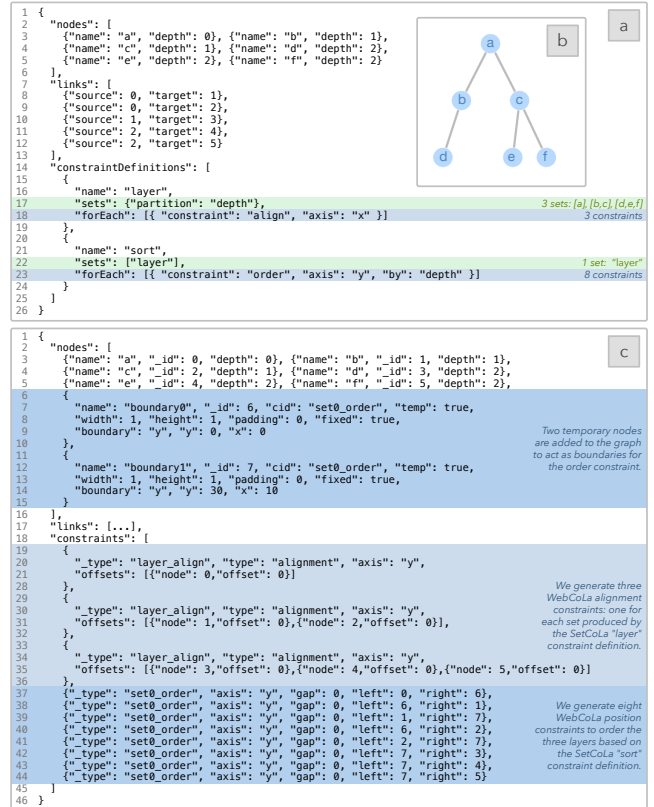 a
1 {
2 "nodes": [
3 {"name": "a", "depth": 0}, {"name": "b", "depth": 1},
4 {"name": "c", "depth": 1}, {"name": "d", "depth": 2},
5 {"name": "e", "depth": 2}, {"name": "f", "depth": 2}
6 ],
7 "links": [
8 {"source": 0, "target": 1},
9 {"source": 0, "target": 2},
10 {"source": 1, "target": 3},
11 {"source": 2, "target": 4},
12 {"source": 2, "target": 5}
13 ],
14 "constraintDefinitions": [
15 {
16 "name": "layer",
17 "sets": {"partition": "depth"}, 3 sets: [a], [b,c], [d,e,f]
18 "forEach": [{ "constraint": "align", "axis": "x" }] 3 constraints
19 },
20 {
21 "name": "sort",
22 "sets": ["layer"], 1 set: "layer"
23 "forEach": [{ "constraint": "order", "axis": "y", "by": "depth" }] 8 constraints
24 }
25 ]
26 }
b
a
b c
d e f
c
1 {
2 "nodes": [
3 {"name": "a", "_id": 0, "depth": 0}, {"name": "b", "_id": 1, "depth": 1},
4 {"name": "c", "_id": 2, "depth": 1}, {"name": "d", "_id": 3, "depth": 2},
5 {"name": "e", "_id": 4, "depth": 2}, {"name": "f", "_id": 5, "depth": 2},
6 {
7 "name": "boundary0", "_id": 6, "cid": "set0_order", "temp": true,
8 "width": 1, "height": 1, "padding": 0, "fixed": true,
9 "boundary": "y", "y": 0, "x": 0
10 },
11 {
12 "name": "boundary1", "_id": 7, "cid": "set0_order", "temp": true,
13 "width": 1, "height": 1, "padding": 0, "fixed": true,
14 "boundary": "y", "y": 30, "x": 10
15 }
Two temporary nodes
are added to the graph
to act as boundaries for
the order constraint.
16 ],
17 "links": [...],
18 "constraints": [
19 {
20 "_type": "layer_align", "type": "alignment", "axis": "y",
21 "offsets": [{"node": 0,"offset": 0}]
28 },
29 {
30 "_type": "layer_align", "type": "alignment", "axis": "y",
31 "offsets": [{"node": 1,"offset": 0},{"node": 2,"offset": 0}],
32 },
33 {
34 "_type": "layer_align", "type": "alignment", "axis": "y",
35 "offsets": [{"node": 3,"offset": 0},{"node": 4,"offset": 0},{"node": 5,"offset": 0}]
36 },
We generate three
WebCoLa alignment
constraints: one for
each set produced by
the SetCoLa "layer"
constraint definition.
37 {"_type": "set0_order", "axis": "y", "gap": 0, "left": 0, "right": 6},
38 {"_type": "set0_order", "axis": "y", "gap": 0, "left": 6, "right": 1},
39 {"_type": "set0_order", "axis": "y", "gap": 0, "left": 1, "right": 7},
40 {"_type": "set0_order", "axis": "y", "gap": 0, "left": 6, "right": 2},
41 {"_type": "set0_order", "axis": "y", "gap": 0, "left": 2, "right": 7},
42 {"_type": "set0_order", "axis": "y", "gap": 0, "left": 7, "right": 3},
43 {"_type": "set0_order", "axis": "y", "gap": 0, "left": 7, "right": 4},
44 {"_type": "set0_order", "axis": "y", "gap": 0, "left": 7, "right": 5}
We generate eight
WebCoLa position
constraints to order the
three layers based on
the SetCoLa "sort"
constraint definition.
45 ]
46 }